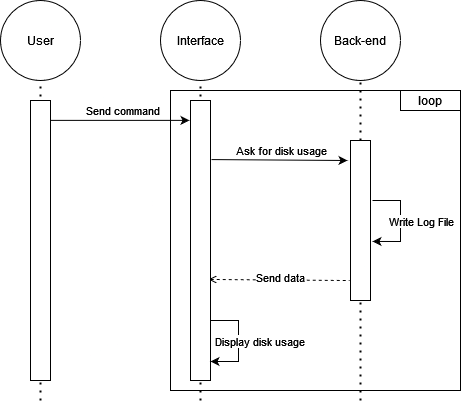 User
Interface
Back-end
loop
Send command
Ask for disk usage
Write Log File
Send data
Display disk usage